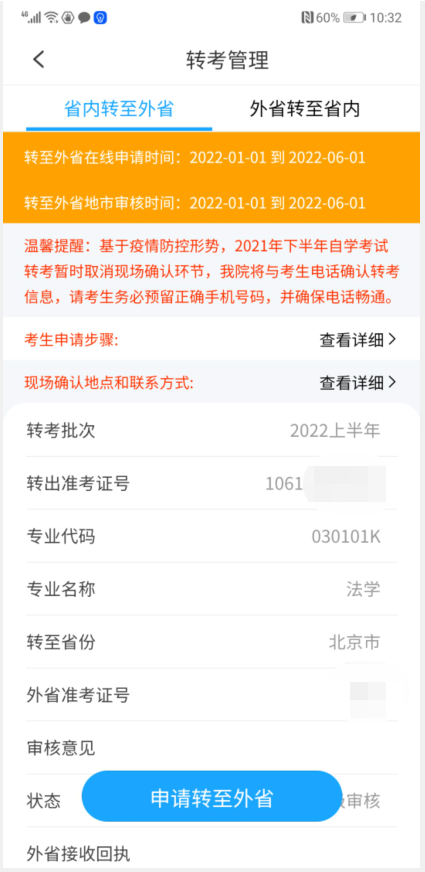 4G 60% 10:32
转考管理
省内转至外省 外省转至省内
转至外省在线申请时间：2022-01-01 到 2022-06-01
转至外省地市审核时间：2022-01-01 到 2022-06-01
温馨提醒：基于疫情防控形势，2021年下半年自学考试
转考暂时取消现场确认环节，我院将与考生电话确认转考
信息，请考生务必预留正确手机号码，并确保电话畅通。
考生申请步骤: 查看详细
现场确认地点和联系方式: 查看详细
转考批次 2022上半年
转出准考证号 1061
专业代码 030101K
专业名称 法学
转至省份 北京市
外省准考证号
审核意见
状态 审核
申请转至外省
外省接收回执